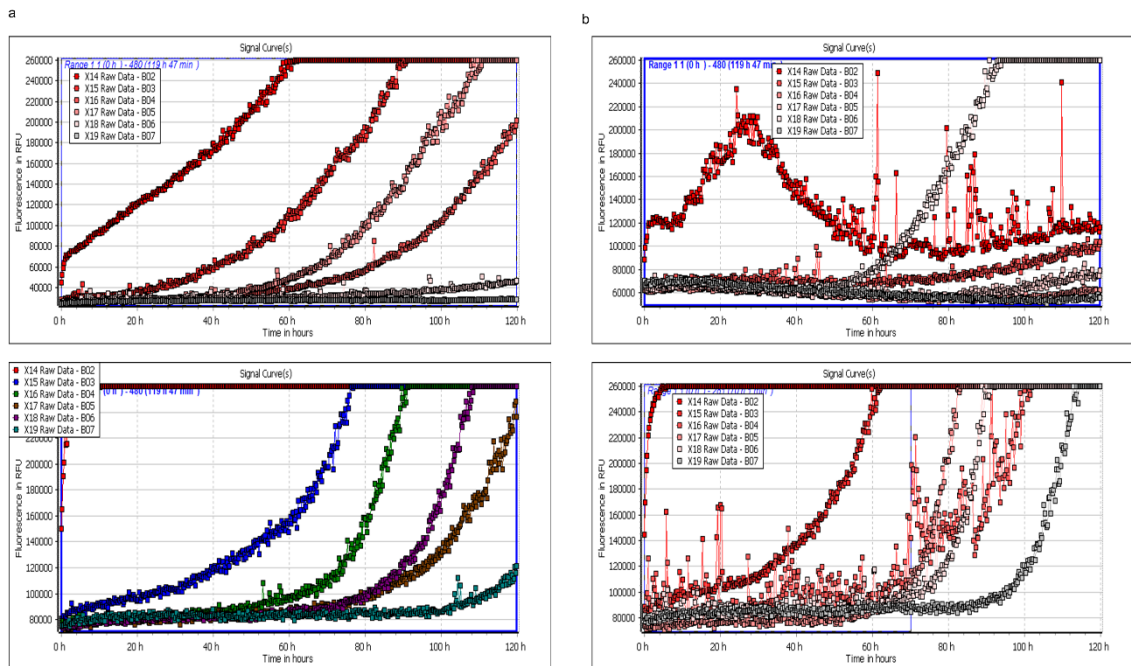 a
b
Signal Curve(s)
Range 1 1 (0 h ) - 480 (119 h 47 min )
X14 Raw Data - B02
X15 Raw Data - B03
X16 Raw Data - B04
X17 Raw Data - B05
X18 Raw Data - B06
X19 Raw Data - B07
Fluorescence in RFU
260000
240000
220000
200000
180000
160000
140000
120000
100000
80000
60000
40000
0 h
20 h
40 h
60 h
80 h
100 h
120 h
Time in hours
Signal Curve(s)
Range 1 1 (0 h ) - 480 (119 h 47 min )
X14 Raw Data - B02
X15 Raw Data - B03
X16 Raw Data - B04
X17 Raw Data - B05
X18 Raw Data - B06
X19 Raw Data - B07
Fluorescence in RFU
260000
240000
220000
200000
180000
160000
140000
120000
100000
80000
60000
0 h
20 h
40 h
60 h
80 h
100 h
120 h
Time in hours
Signal Curve(s)
(0 h ) - 480 (119 h 47 min )
X14 Raw Data - B02
X15 Raw Data - B03
X16 Raw Data - B04
X17 Raw Data - B05
X18 Raw Data - B06
X19 Raw Data - B07
Fluorescence in RFU
220000
200000
180000
160000
140000
120000
100000
80000
0 h
20 h
40 h
60 h
80 h
100 h
120 h
Time in hours
Signal Curve(s)
X14 Raw Data - B02
X15 Raw Data - B03
X16 Raw Data - B04
X17 Raw Data - B05
X18 Raw Data - B06
X19 Raw Data - B07
Fluorescence in RFU
260000
240000
220000
200000
180000
160000
140000
120000
100000
80000
0 h
20 h
40 h
60 h
80 h
100 h
120 h
Time in hours